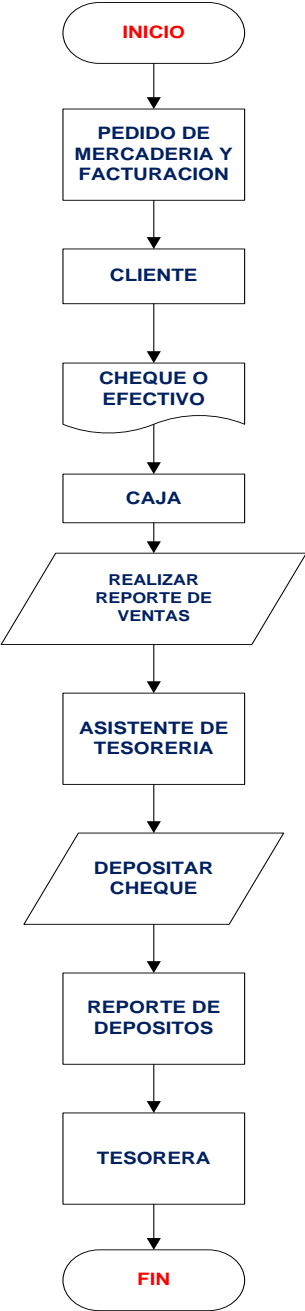 INICIO
PEDIDO DE
MERCADERIA Y
FACTURACION
CLIENTE
CHEQUE O
EFECTIVO
CAJA
REALIZAR
REPORTE DE
VENTAS
ASISTENTE DE
TESORERIA
DEPOSITAR
CHEQUE
REPORTE DE
DEPOSITOS
TESORERA
FIN